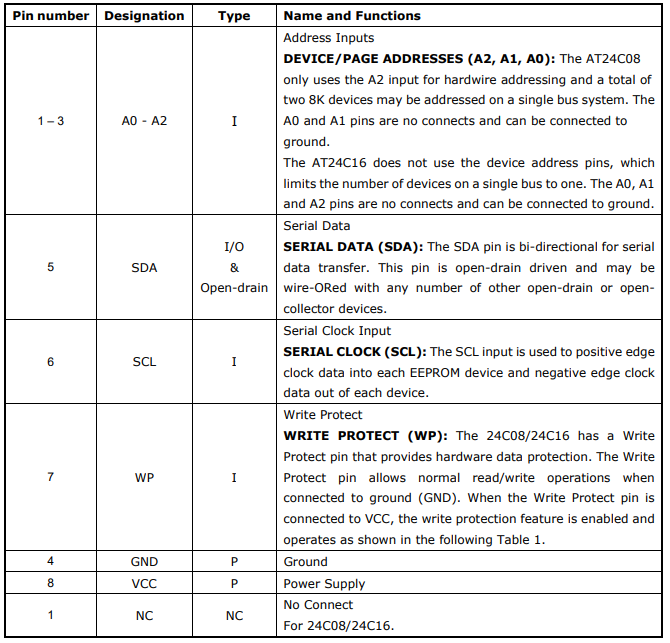 Pin number Designation Type Name and Functions
Address Inputs
DEVICE/PAGE ADDRESSES (A2, A1, A0): The AT24C08
only uses the A2 input for hardwire addressing and a total of
two 8K devices may be addressed on a single bus system. The
1 – 3 A0 - A2 I A0 and A1 pins are no connects and can be connected to
ground.
The AT24C16 does not use the device address pins, which
limits the number of devices on a single bus to one. The A0, A1
and A2 pins are no connects and can be connected to ground.
Serial Data
I/O SERIAL DATA (SDA): The SDA pin is bi-directional for serial
5 SDA & data transfer. This pin is open-drain driven and may be
Open-drain wire-ORed with any number of other open-drain or open-
collector devices.
Serial Clock Input
SERIAL CLOCK (SCL): The SCL input is used to positive edge
6 SCL I clock data into each EEPROM device and negative edge clock
data out of each device.
Write Protect
WRITE PROTECT (WP): The 24C08/24C16 has a Write
Protect pin that provides hardware data protection. The Write
7 WP I Protect pin allows normal read/write operations when
connected to ground (GND). When the Write Protect pin is
connected to VCC, the write protection feature is enabled and
operates as shown in the following Table 1.
4 GND P Ground
8 VCC P Power Supply
1 NC NC No Connect
For 24C08/24C16.